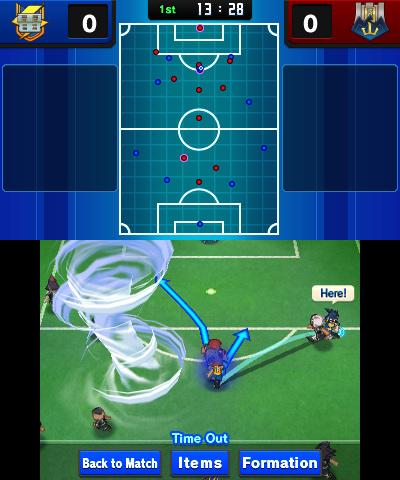 0
1st 13:28
0
Here!
Time Out
Back to Match
Items
Formation